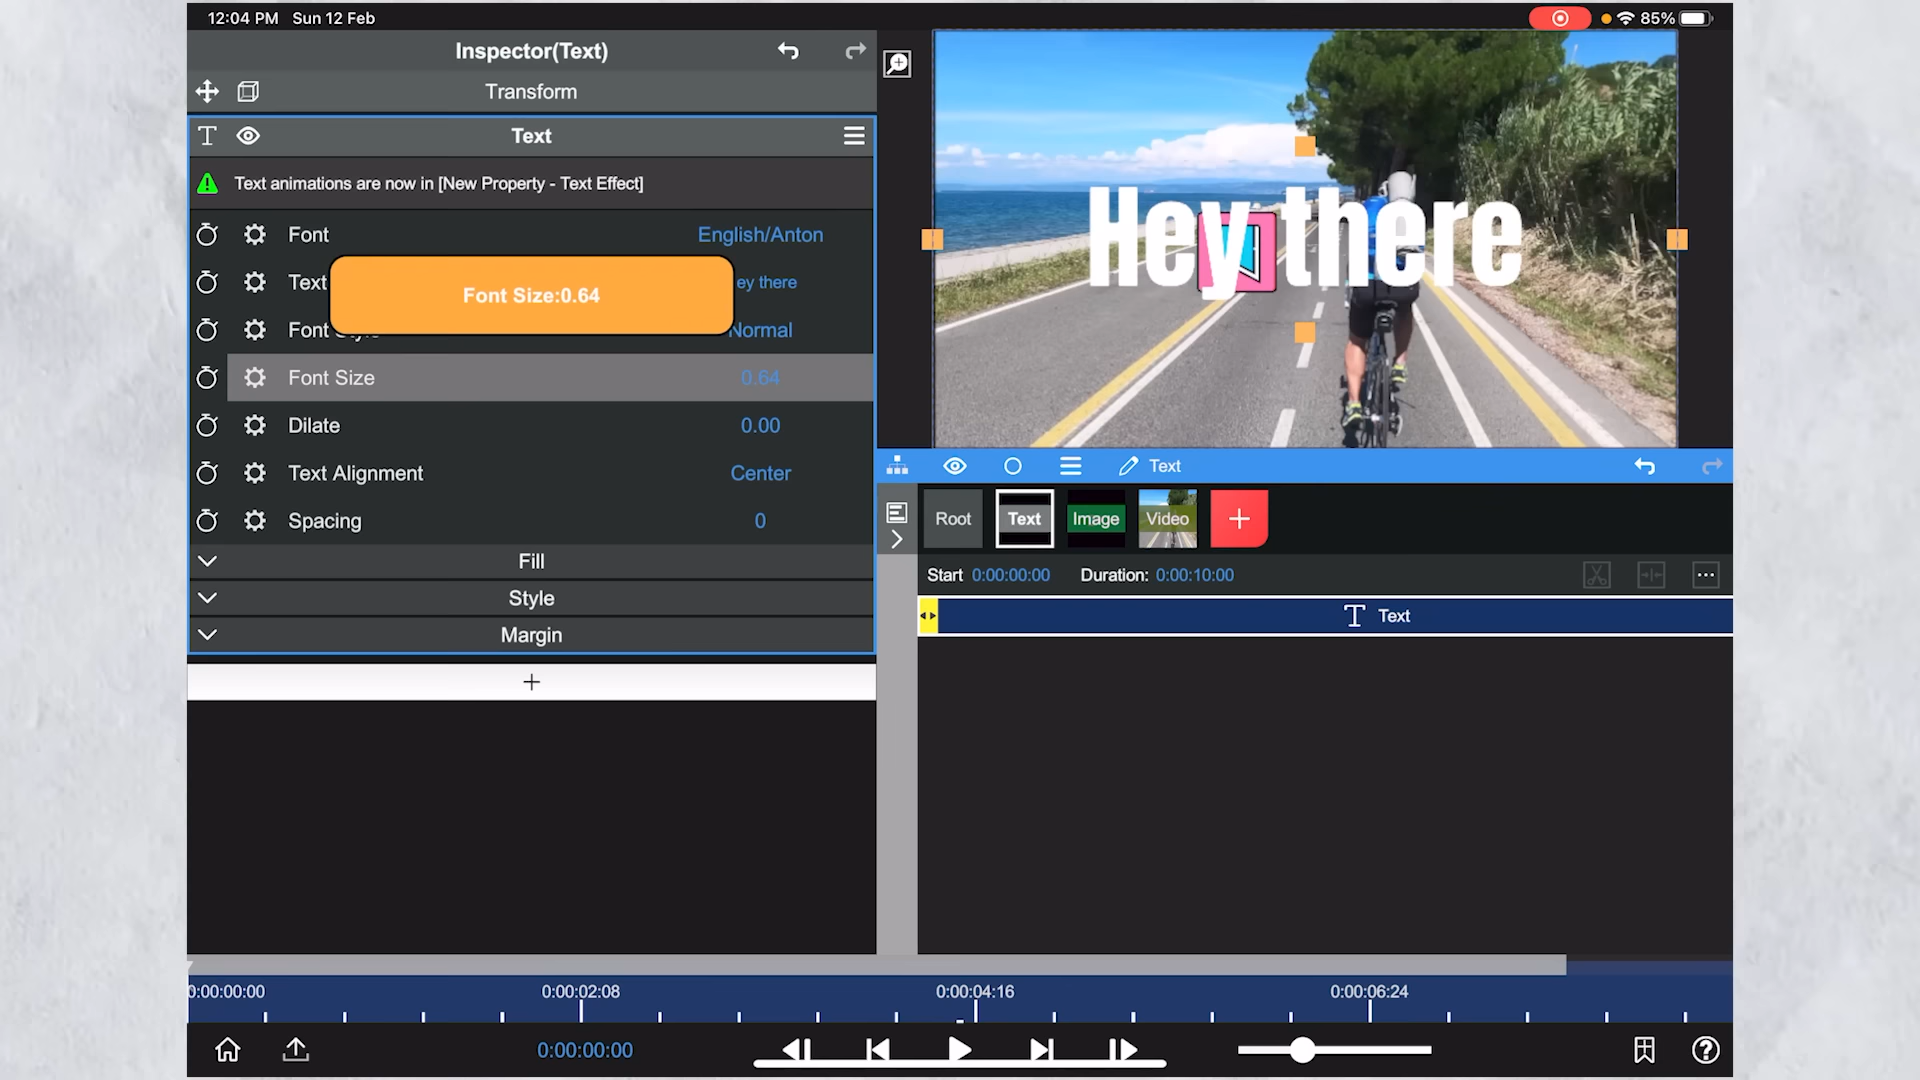 12:04 PM Sun 12 Feb
85%
Inspector(Text)
Transform
Text
Text animations are now in [New Property - Text Effect]
Font English/Anton
Text ey there
Font Size:0.64
Font Style Normal
Font Size 0.64
Dilate 0.00
Text Alignment Center
Spacing 0
Fill
Style
Margin
+
Hey there
Text
Root Text Image Video +
Start 0:00:00:00 Duration: 0:00:10:00
Text
0:00:00:00 0:00:02:08 0:00:04:16 0:00:06:24
0:00:00:00